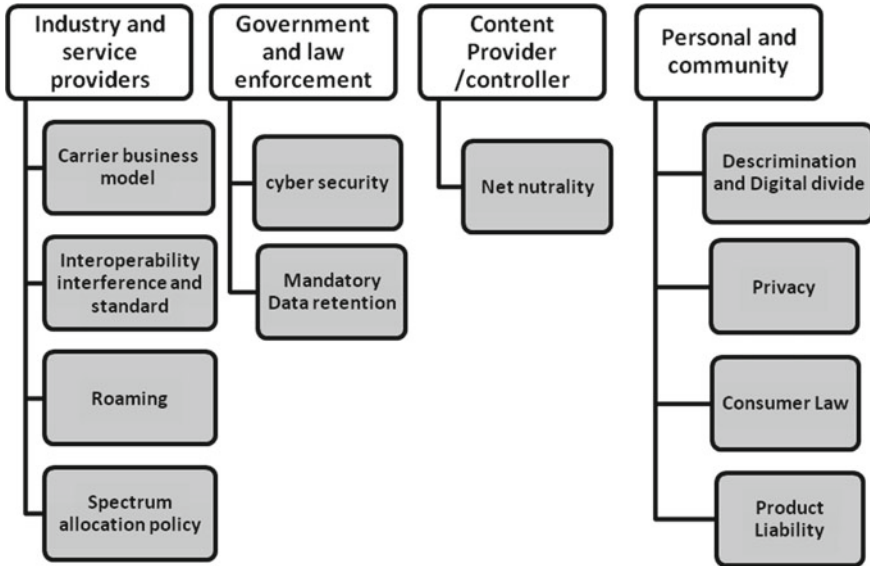 Industry and
service
providers
Carrier business
model
Interoperability
interference and
standard
Roaming
Spectrum
allocation policy
Government
and law
enforcement
cyber security
Mandatory
Data retention
Content
Provider
/controller
Net nutrality
Personal and
community
Descrimination
and Digital divide
Privacy
Consumer Law
Product
Liability